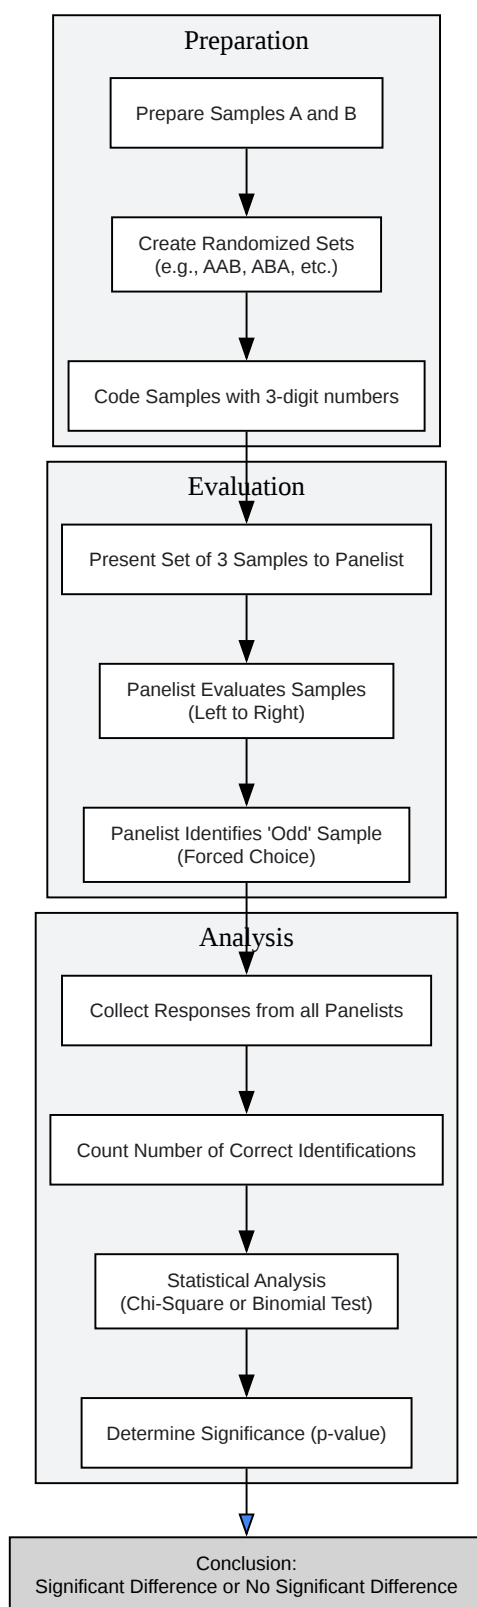 Preparation
Prepare Samples A and B
Create Randomized Sets
(e.g., AAB, ABA, etc.)
Code Samples with 3-digit numbers
Evaluation
Present Set of 3 Samples to Panelist
Panelist Evaluates Samples
(Left to Right)
Panelist Identifies 'Odd' Sample
(Forced Choice)
Analysis
Collect Responses from all Panelists
Count Number of Correct Identifications
Statistical Analysis
(Chi-Square or Binomial Test)
Determine Significance (p-value)
Conclusion:
Significant Difference or No Significant Difference